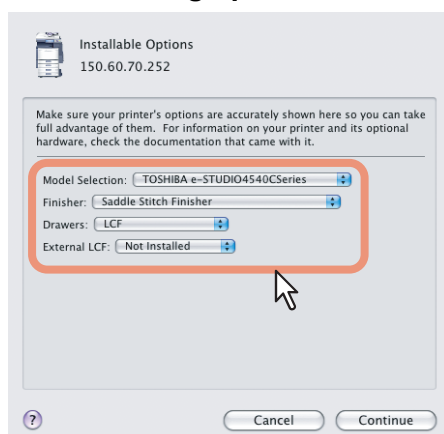 Installable Options
150.60.70.252
Make sure your printer's options are accurately shown here so you can take
full advantage of them. For information on your printer and its optional
hardware, check the documentation that came with it.
Model Selection: TOSHIBA e-STUDIO4540CSeries
Finisher: Saddle Stitch Finisher
Drawers: LCF
External LCF: Not Installed
? Cancel Continue